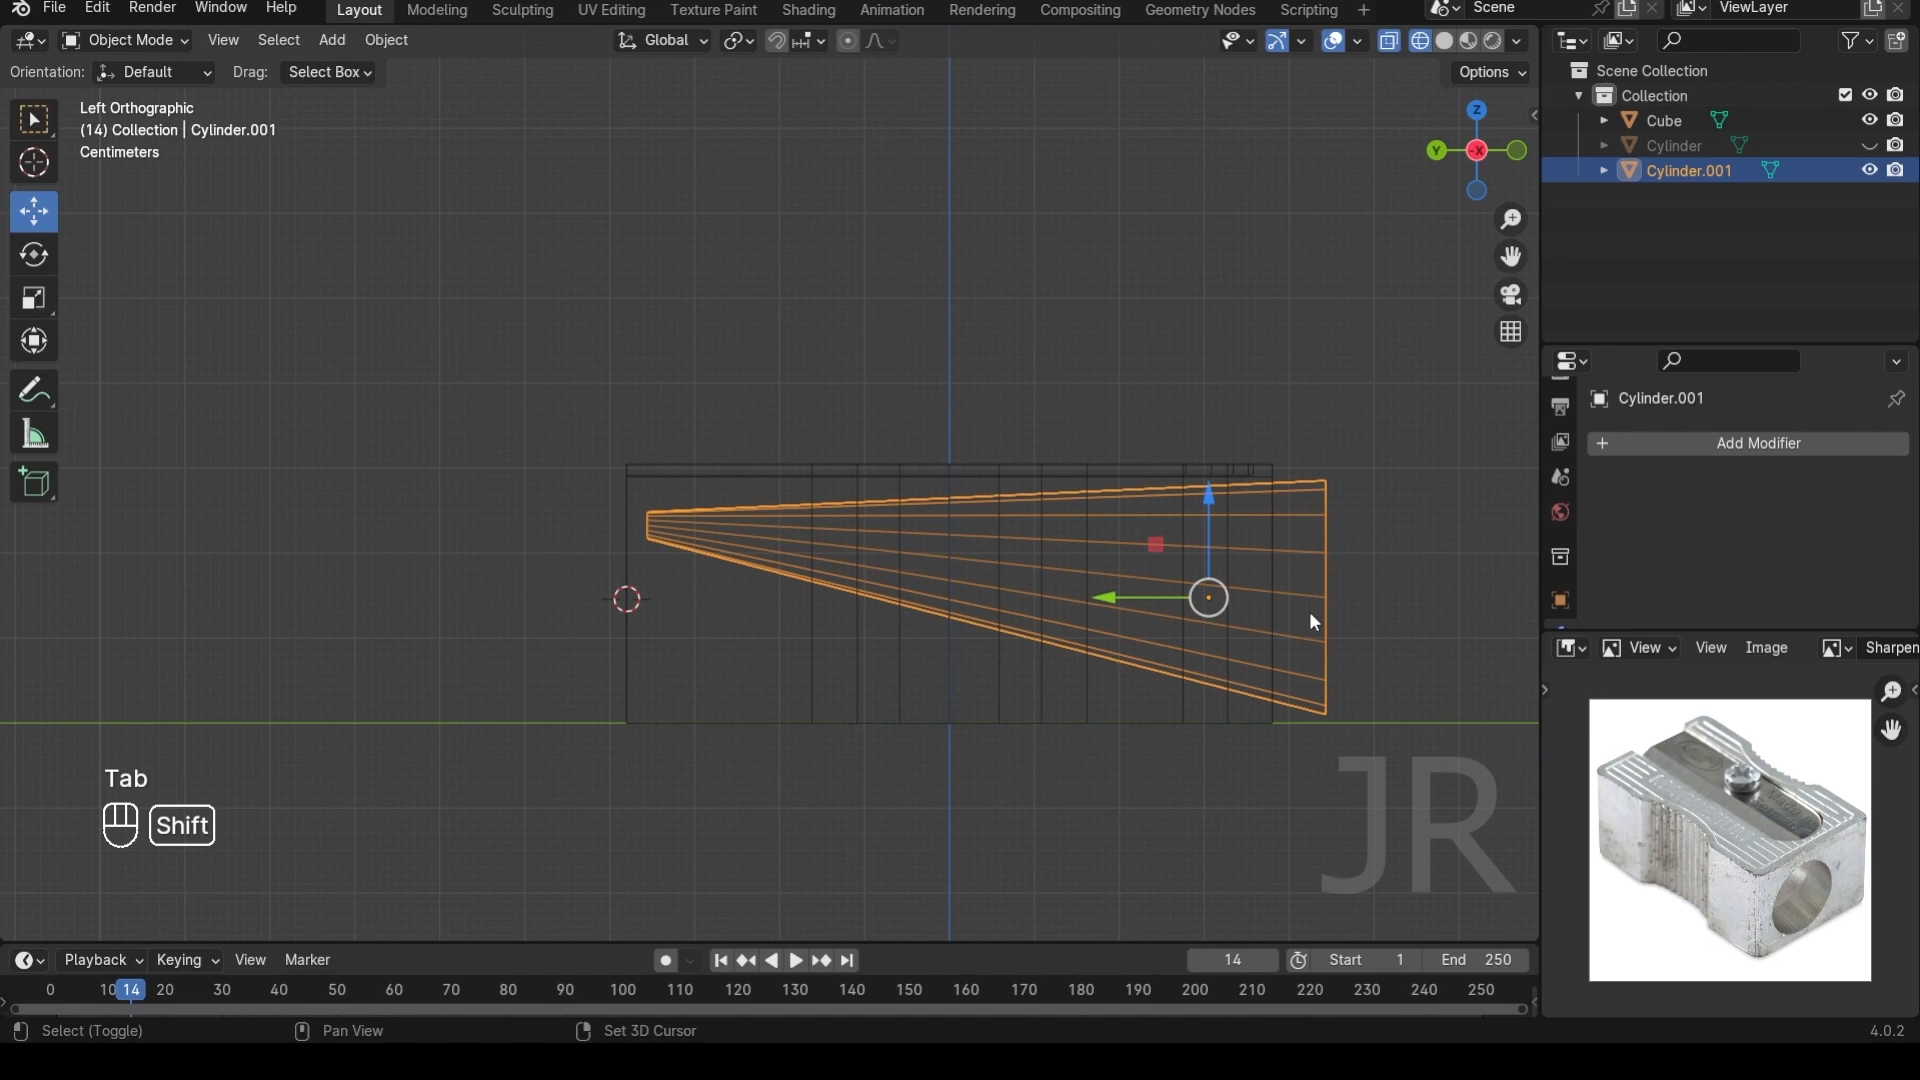 File Edit Render Window Help Layout Modeling Sculpting UV Editing Texture Paint Shading Animation Rendering Compositing Geometry Nodes Scripting + Scene ViewLayer
Object Mode View Select Add Object Global
Orientation: Default Drag: Select Box Options
Left Orthographic
(14) Collection | Cylinder.001
Centimeters
Z
Y
-X
Scene Collection
Collection
Cube
Cylinder
Cylinder.001
Cylinder.001
+ Add Modifier
View View Image Sharpen
Tab
Shift
JR
Playback Keying View Marker 14 Start 1 End 250
0 10 14 20 30 40 50 60 70 80 90 100 110 120 130 140 150 160 170 180 190 200 210 220 230 240 250
Select (Toggle) Pan View Set 3D Cursor 4.0.2